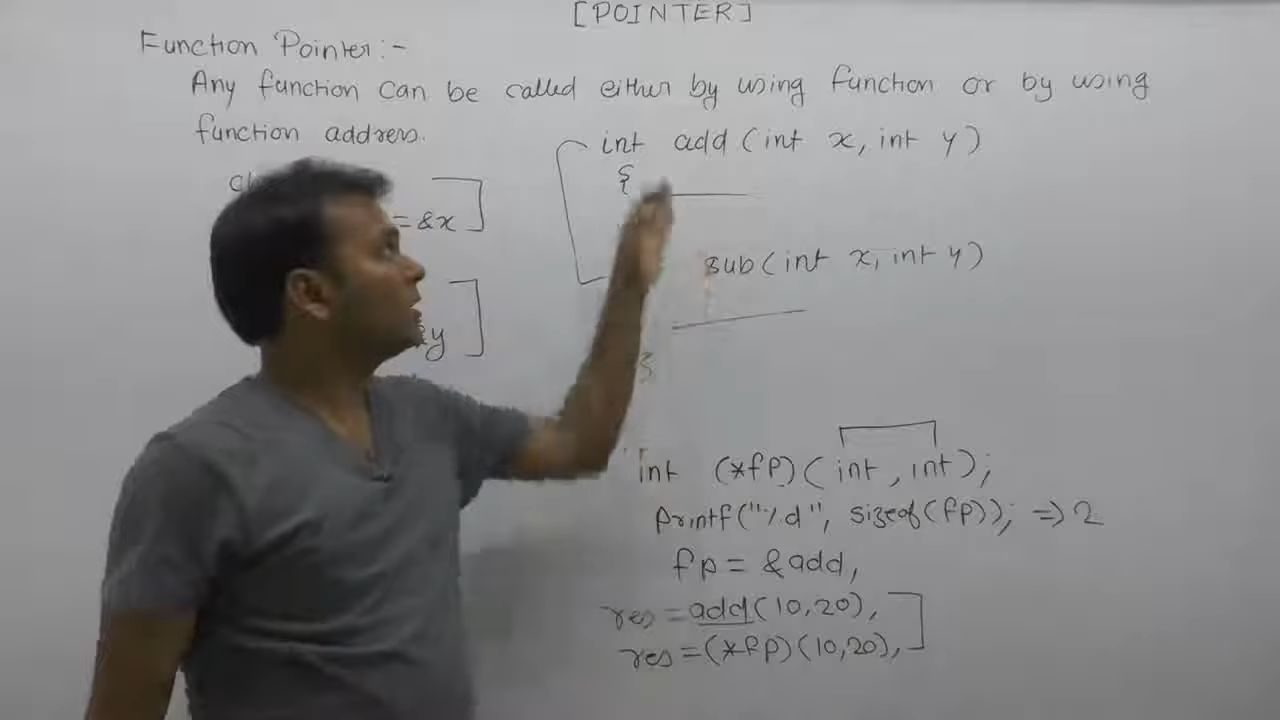 [POINTER]
Function Pointer:-
Any function can be called either by using function or by using
function address.
int add (int x, int y)
{
= &x
sub (int x, int y)
y
}
int (*fp)(int, int);
printf("%d", sizeof(fp)); => 2
fp = &add,
res = add(10,20),
res = (*fp)(10,20),